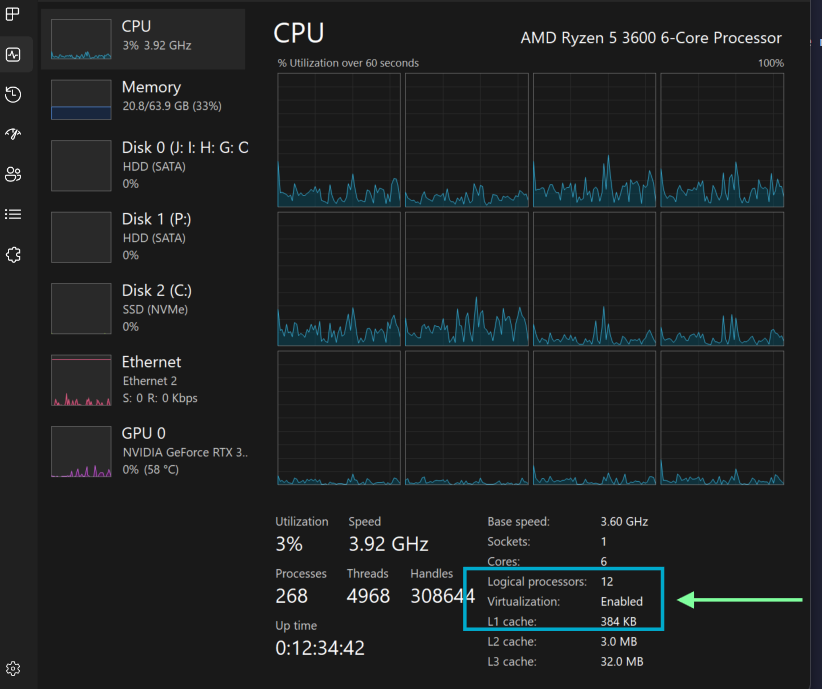 CPU
3% 3.92 GHz
Memory
20.8/63.9 GB (33%)
Disk 0 (J: I: H: G: C
HDD (SATA)
0%
Disk 1 (P:)
HDD (SATA)
0%
Disk 2 (C:)
SSD (NVMe)
0%
Ethernet
Ethernet 2
S: 0 R: 0 Kbps
GPU 0
NVIDIA GeForce RTX 3..
0% (58 °C)
CPU
AMD Ryzen 5 3600 6-Core Processor
% Utilization over 60 seconds
100%
Utilization Speed
3% 3.92 GHz
Processes Threads Handles
268 4968 308644
Up time
0:12:34:42
Base speed: 3.60 GHz
Sockets: 1
Cores: 6
Logical processors: 12
Virtualization: Enabled
L1 cache: 384 KB
L2 cache: 3.0 MB
L3 cache: 32.0 MB